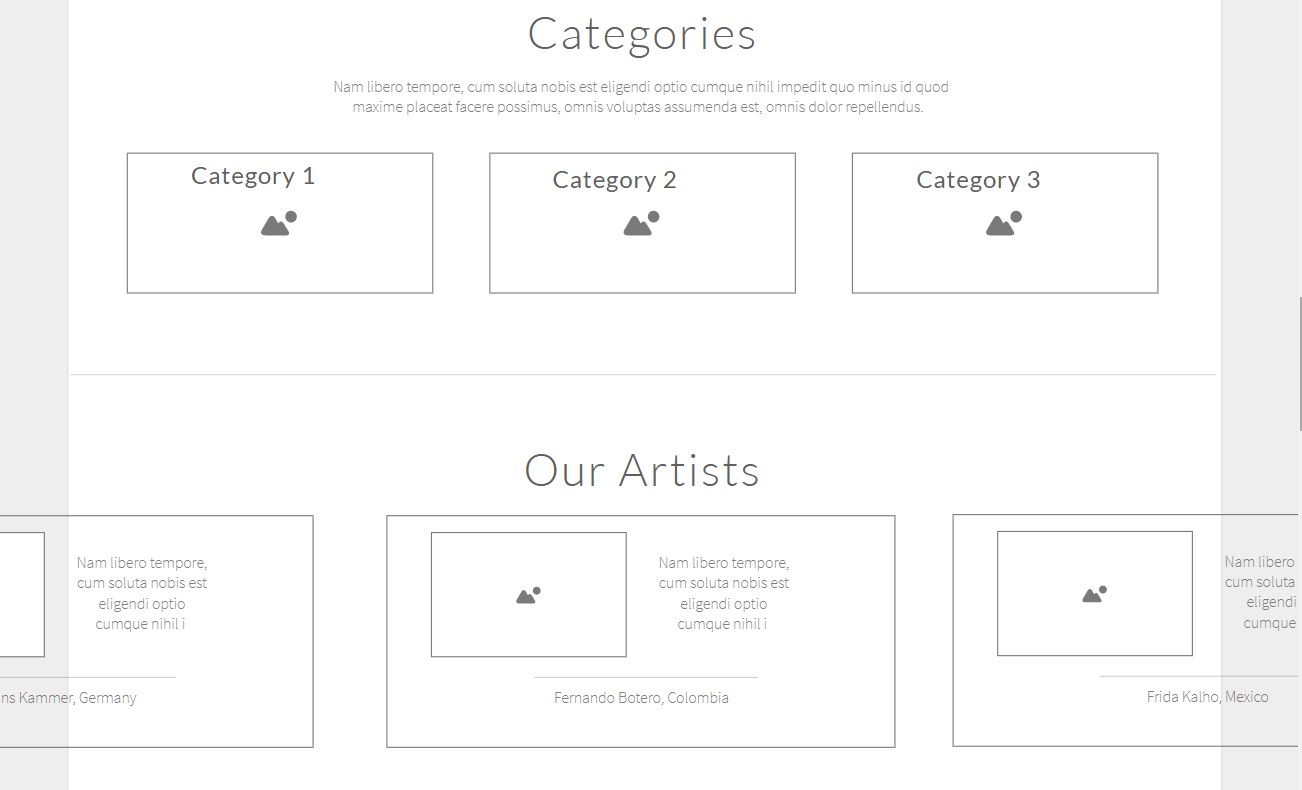 Categories
Nam libero tempore, cum soluta nobis est eligendi optio cumque nihil impedit quo minus id quod
maxime placeat facere possimus, omnis voluptas assumenda est, omnis dolor repellendus.
Category 1
Category 2
Category 3
Our Artists
Nam libero tempore,
cum soluta nobis est
eligendi optio
cumque nihil i
ns Kammer, Germany
Nam libero tempore,
cum soluta nobis est
eligendi optio
cumque nihil i
Fernando Botero, Colombia
Nam libero
cum soluta
eligendi
cumque
Frida Kalho, Mexico